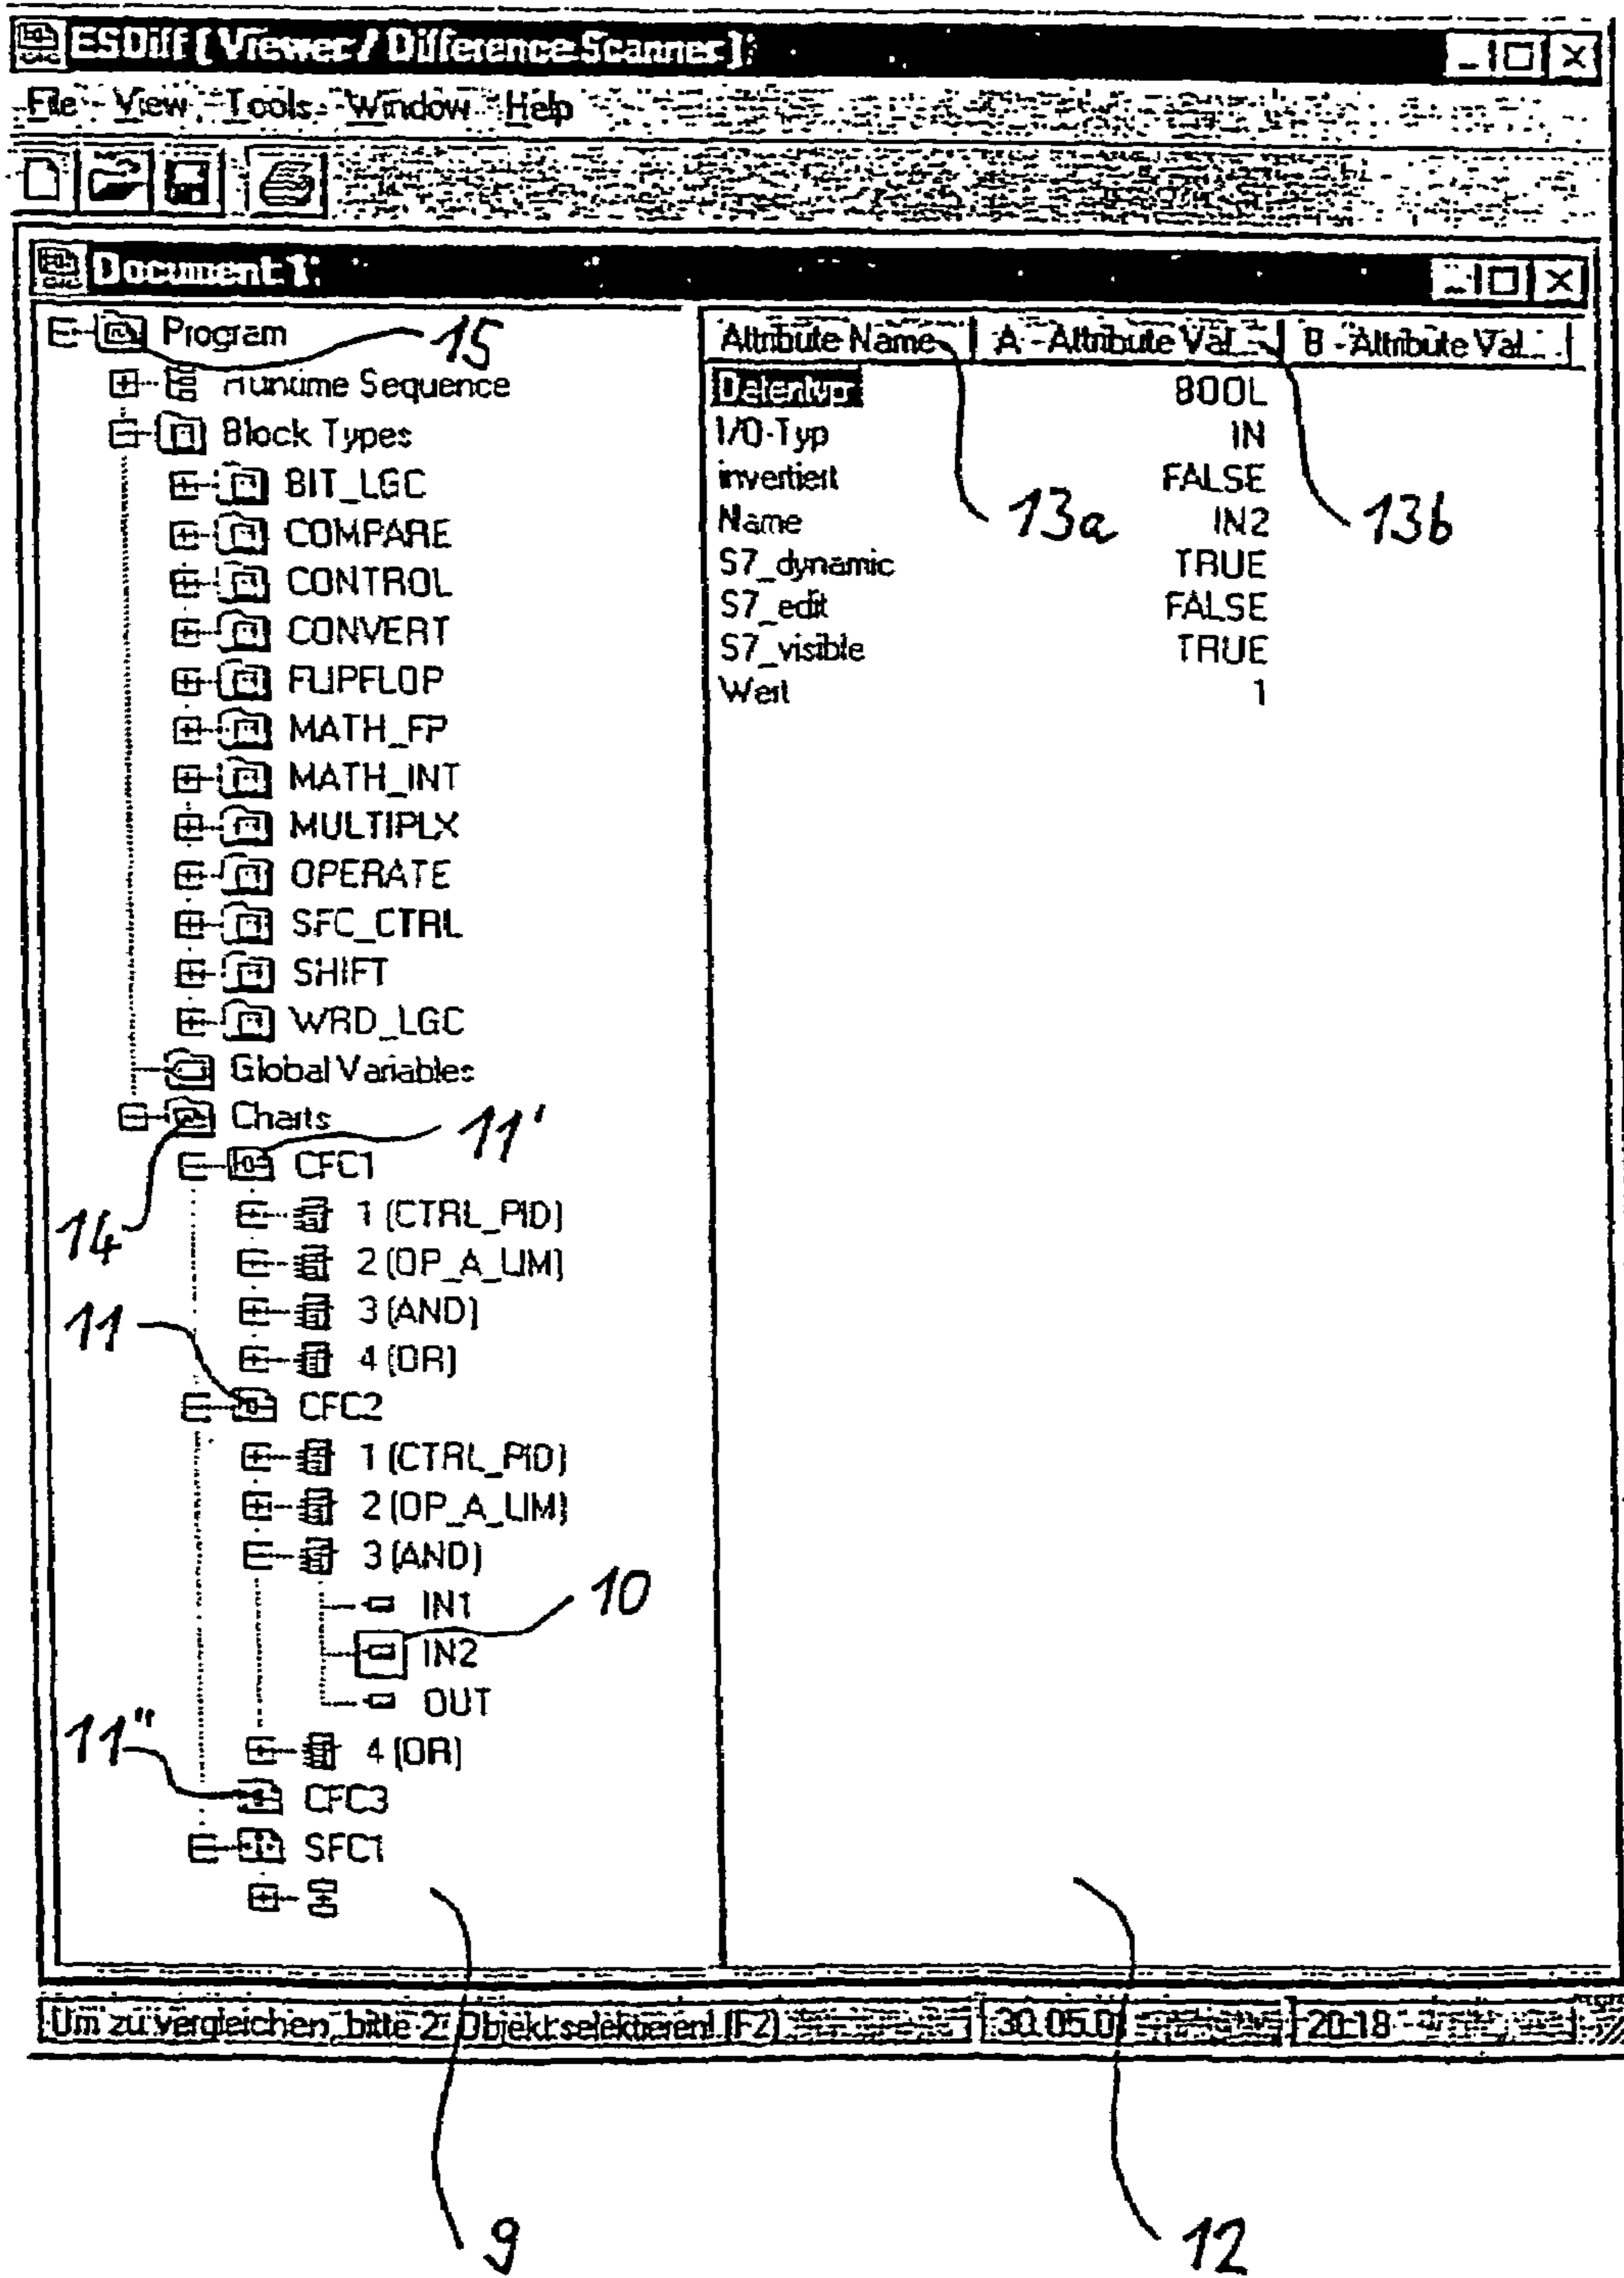 ESDiff [ Viewer / Difference Scanner ]
File View Tools Window Help
Document1:
Program 15
Runtime Sequence
Block Types
BIT_LGC
COMPARE
CONTROL
CONVERT
FLIPFLOP
MATH_FP
MATH_INT
MULTIPLX
OPERATE
SFC_CTRL
SHIFT
WRD_LGC
Global Variables
Charts
11'
CFC1
14
1 (CTRL_PID)
2 (OP_A_LIM)
3 (AND)
4 (OR)
11
CFC2
1 (CTRL_PID)
2 (OP_A_LIM)
3 (AND)
IN1
10
IN2
OUT
11"
4 (OR)
CFC3
SFC1
Attribute Name A - Attribute Val... B - Attribute Val...
Datentyp BOOL
I/O-Typ IN
invertiert FALSE
Name IN2
13a 13b
S7_dynamic TRUE
S7_edit FALSE
S7_visible TRUE
Wert 1
Um zu vergleichen, bitte 2. Objekt selektieren! (F2) 30.05.0 20:18
9 12